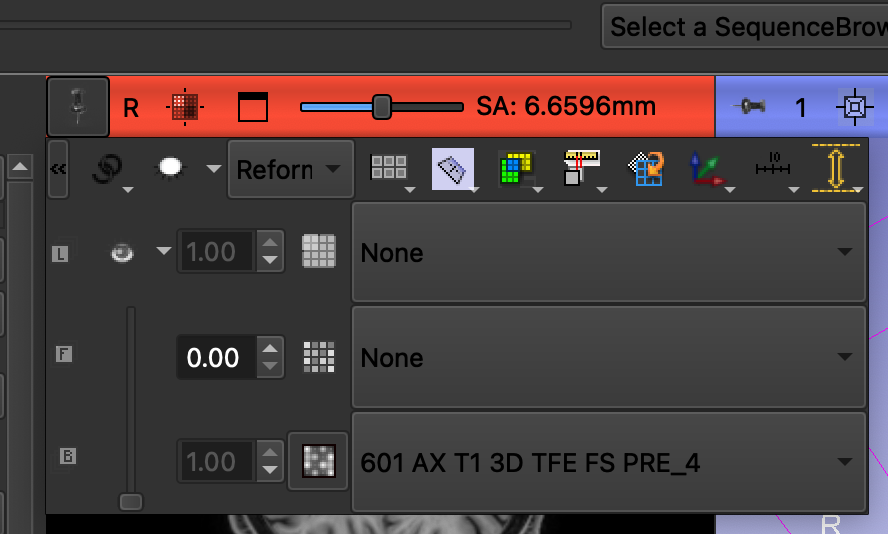 Select a SequenceBrow
R
SA: 6.6596mm
1
Reforn
10
L
1.00
None
F
0.00
None
B
1.00
601 AX T1 3D TFE FS PRE_4
R